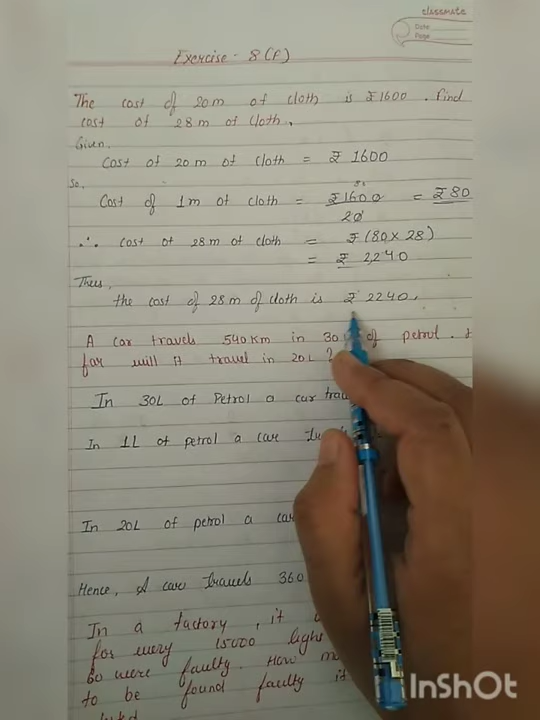 classmate
Date
Page
Exercise - 8(F)
The cost of 20m of cloth is ₹1600. Find
cost of 28m of cloth.
Given,
Cost of 20m of cloth = ₹ 1600
So,
Cost of 1m of cloth = ₹1600 = ₹80
20
∴ cost of 28m of cloth = ₹(80×28)
= ₹ 2,240
Thus,
the cost of 28m of cloth is ₹ 2240.
A car travels 540km in 30 of petrol.
far will it travel in 20L ?
In 30L of Petrol a car
In 1L of petrol a car
In 20L of petrol a car
Hence, A car travels 360
In a factory, it
for every 15000 light
60 were faulty. How
to be found faulty if
InShOt